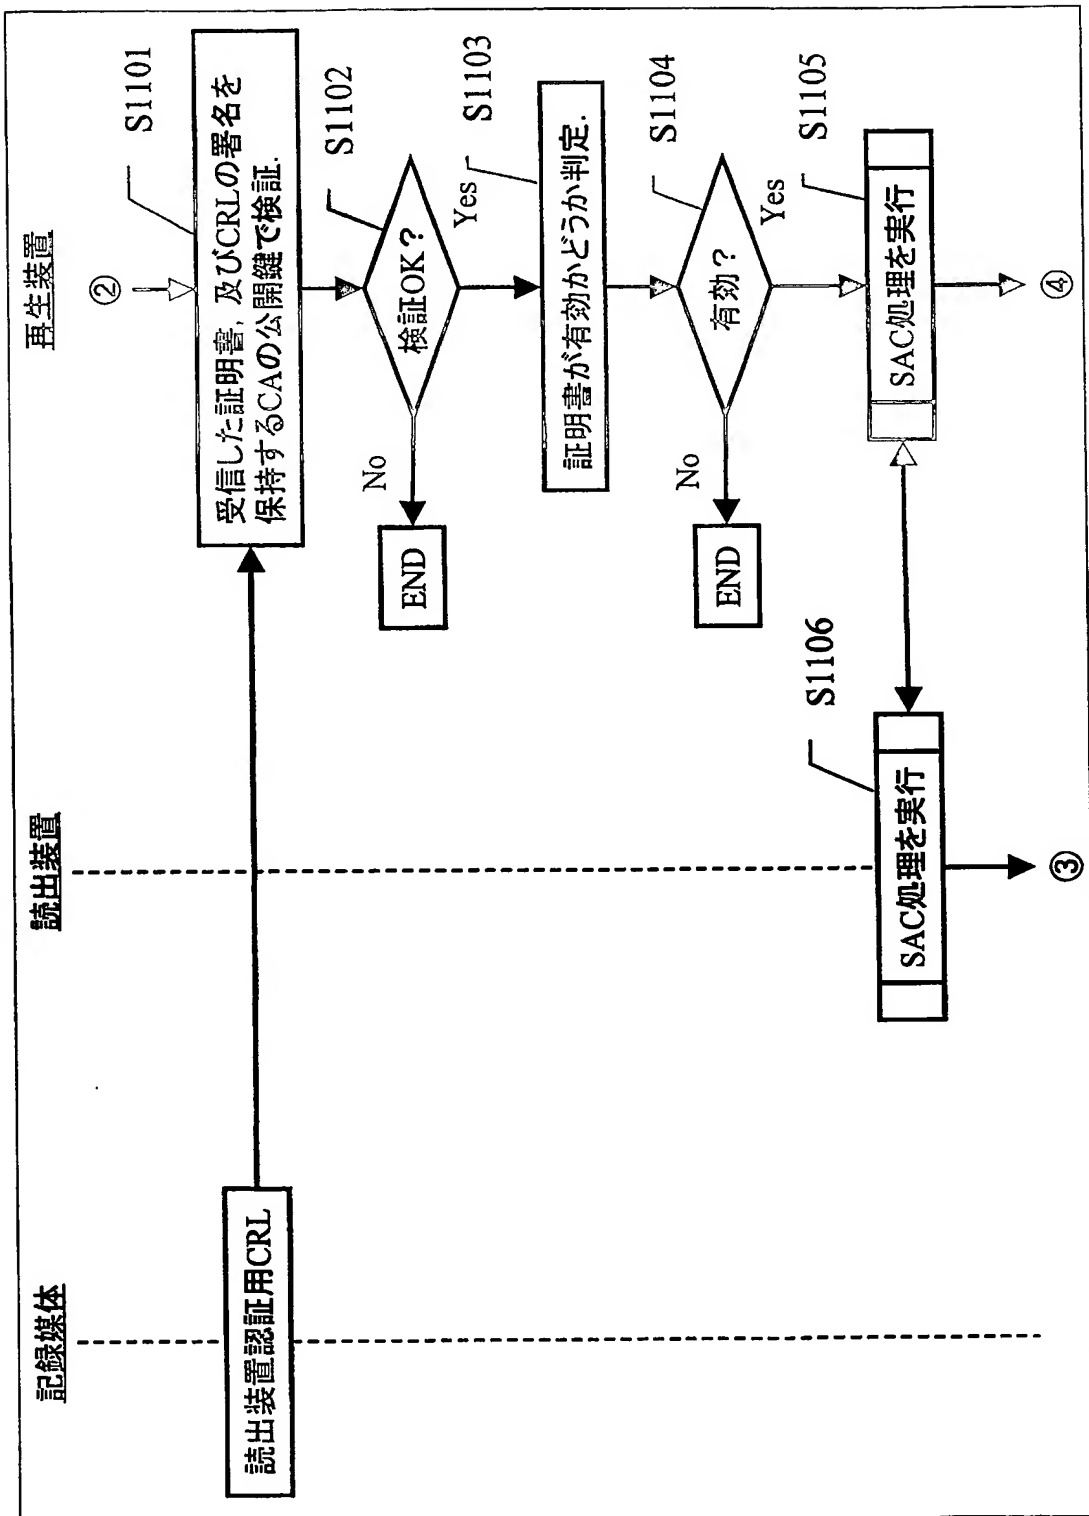 記録媒体
読出装置
再生装置
②
S1101
読出装置認証用CRL
受信した証明書, 及びCRLの署名を
保持するCAの公開鍵で検証.
S1102
検証OK?
No
END
Yes
S1103
証明書が有効かどうか判定.
S1104
有効?
No
END
Yes
S1105
SAC処理を実行
S1106
SAC処理を実行
③
④